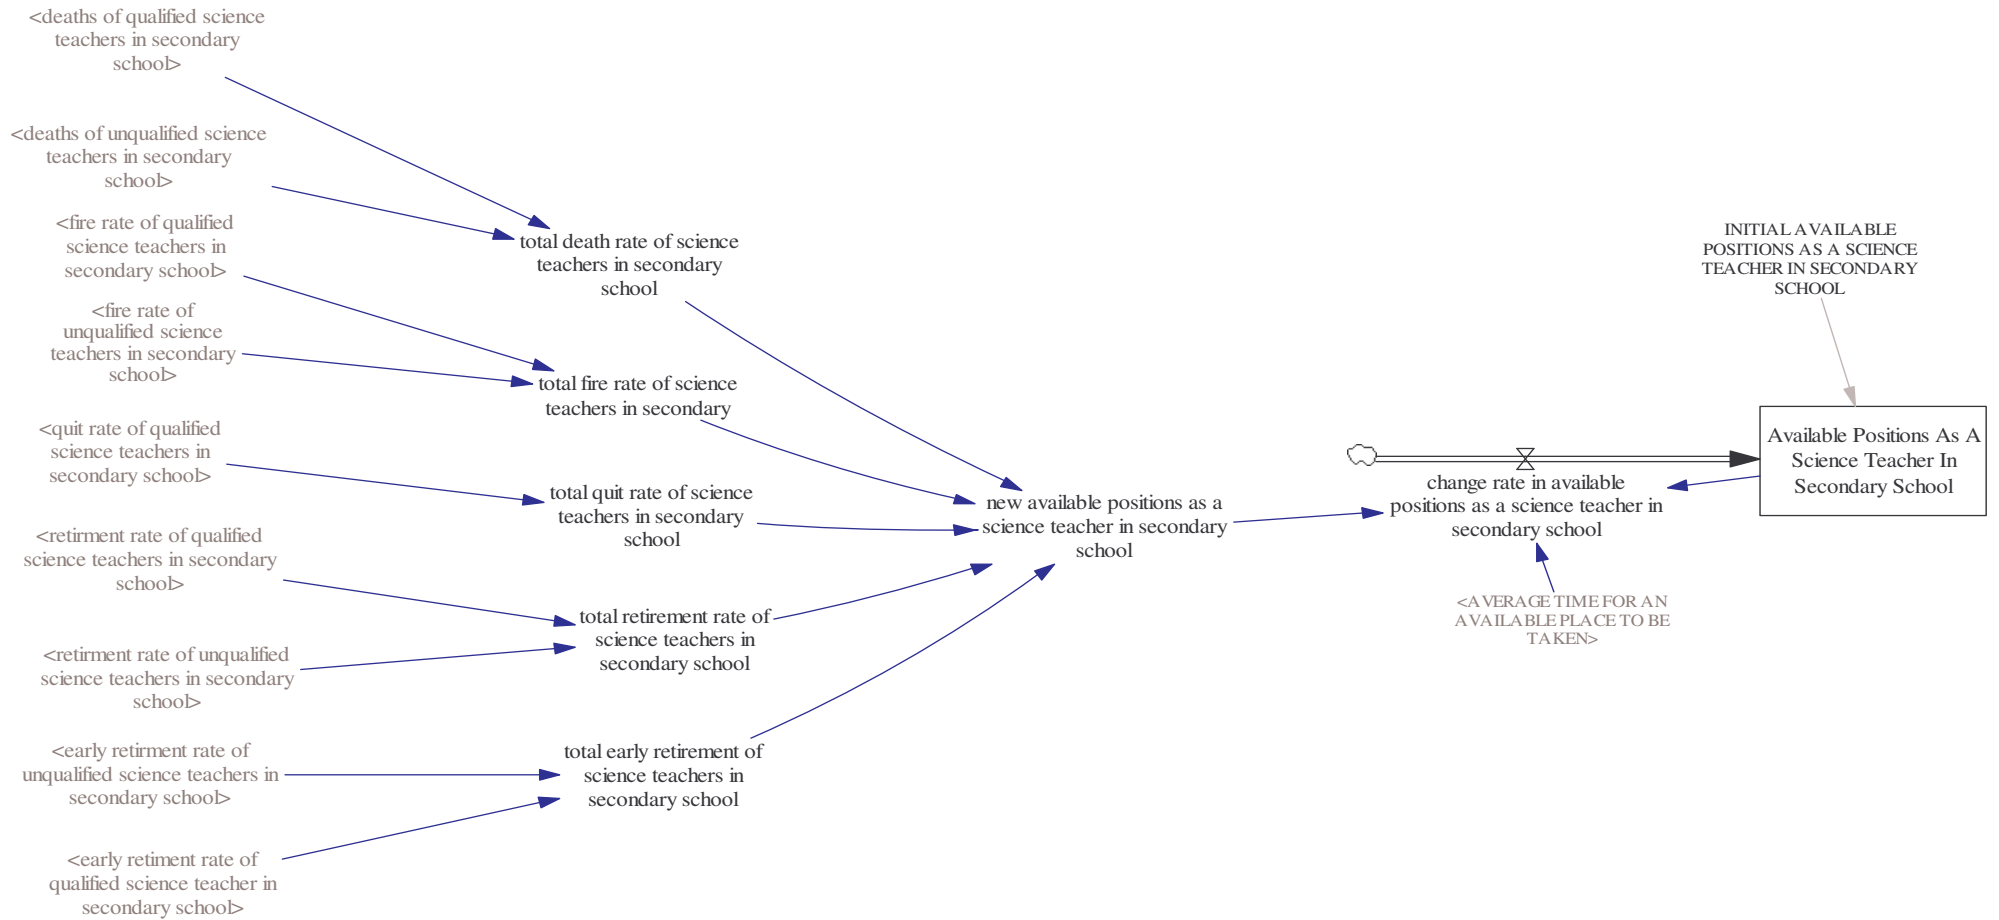 <deaths of qualified science
teachers in secondary
school>
<deaths of unqualified science
teachers in secondary
school>
<fire rate of qualified
science teachers in
secondary school>
<fire rate of
unqualified science
teachers in secondary
school>
<quit rate of qualified
science teachers in
secondary school>
<retirment rate of qualified
science teachers in secondary
school>
<retirment rate of unqualified
science teachers in secondary
school>
<early retirment rate of
unqualified science teachers in
secondary school>
<early retiment rate of
qualified science teacher in
secondary school>
total death rate of science
teachers in secondary
school
total fire rate of science
teachers in secondary
total quit rate of science
teachers in secondary
school
total retirement rate of
science teachers in
secondary school
total early retirement of
science teachers in
secondary school
new available positions as a
science teacher in secondary
school
change rate in available
positions as a science teacher in
secondary school
<AVERAGE TIME FOR AN
AVAILABLE PLACE TO BE
TAKEN>
INITIAL AVAILABLE
POSITIONS AS A SCIENCE
TEACHER IN SECONDARY
SCHOOL
Available Positions As A
Science Teacher In
Secondary School